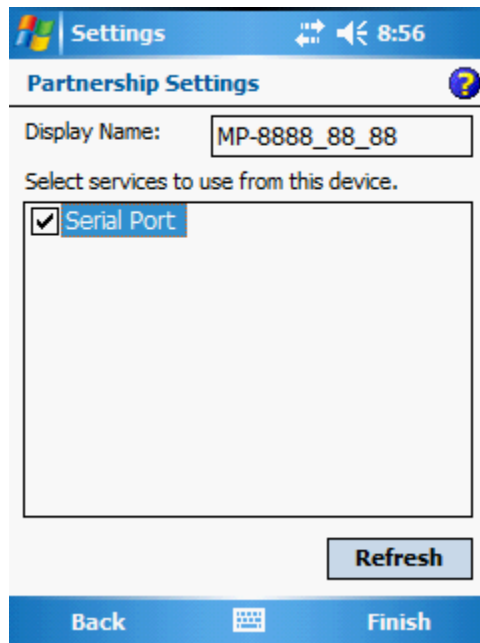 Settings 8:56
Partnership Settings
Display Name: MP-8888_88_88
Select services to use from this device.
Serial Port
Refresh
Back Finish